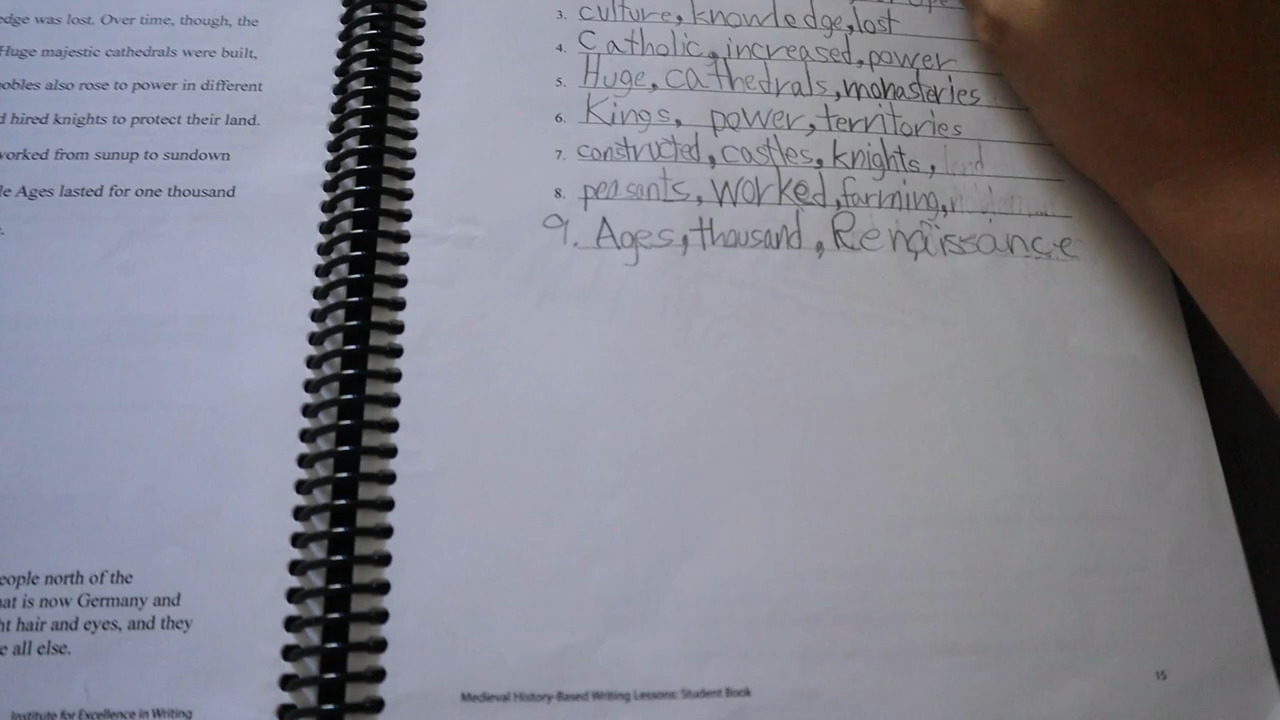 edge was lost. Over time, though, the
Huge majestic cathedrals were built,
obles also rose to power in different
d hired knights to protect their land.
worked from sunup to sundown
le Ages lasted for one thousand
eople north of the
at is now Germany and
ht hair and eyes, and they
e all else.
Institute for Excellence in Writing
3. culture, knowledge, lost
4. Catholic, increased, power
5. Huge, cathedrals, monasteries
6. Kings, power, territories
7. constructed, castles, knights,
8. peasants, worked, farming,
9. Ages, thousand, Renaissance
Medieval History-Based Writing Lessons: Student Book
15